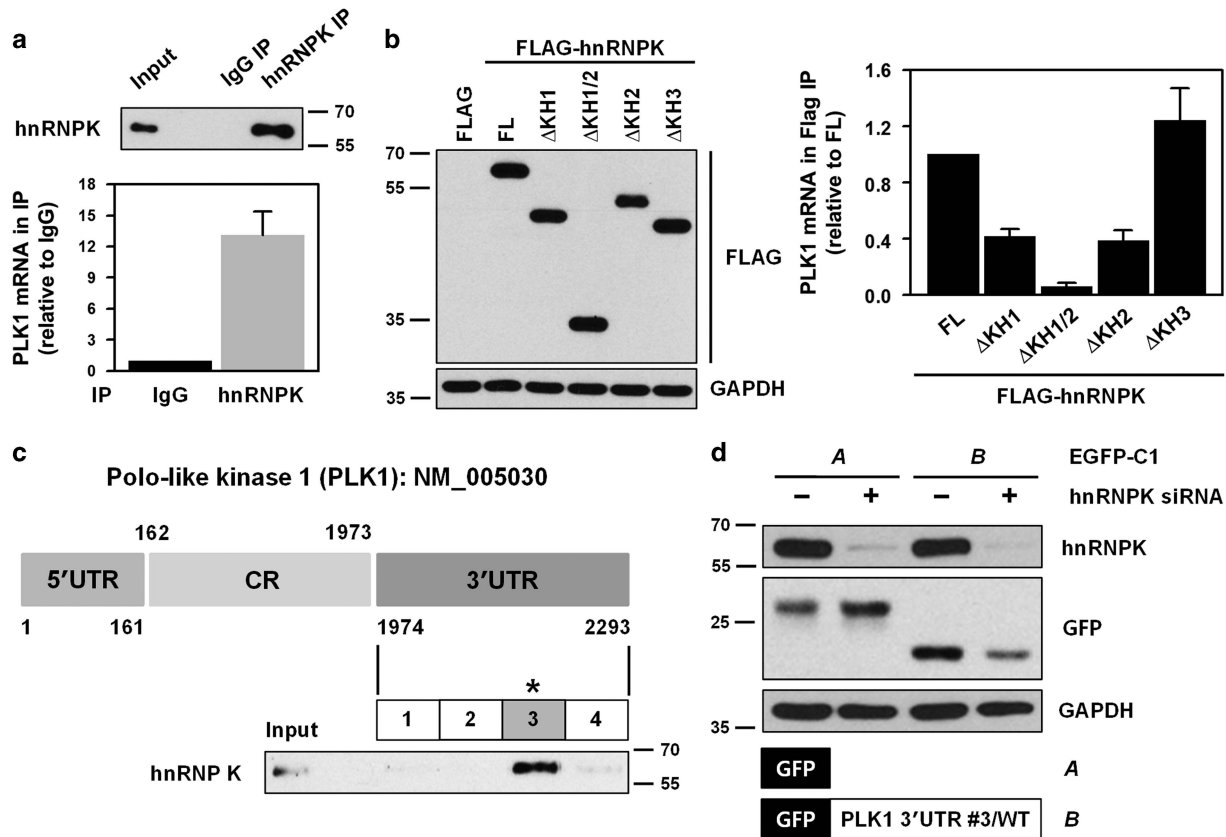 a
Input
IgG IP
hnRNPK IP
hnRNPK
70
55
PLK1 mRNA in IP
(relative to IgG)
18
15
12
9
6
3
0
IP
IgG
hnRNPK
b
FLAG-hnRNPK
FLAG
FL
ΔKH1
ΔKH1/2
ΔKH2
ΔKH3
70
55
35
FLAG
35
GAPDH
PLK1 mRNA in Flag IP
(relative to FL)
1.6
1.2
0.8
0.4
0.0
FL
ΔKH1
ΔKH1/2
ΔKH2
ΔKH3
FLAG-hnRNPK
c
Polo-like kinase 1 (PLK1): NM_005030
162
1973
5′UTR
CR
3′UTR
1
161
1974
2293
*
Input
1
2
3
4
hnRNP K
70
55
d
A
B
EGFP-C1
− + − +
hnRNPK siRNA
70
55
hnRNPK
25
GFP
35
GAPDH
GFP
A
GFP
PLK1 3′UTR #3/WT
B